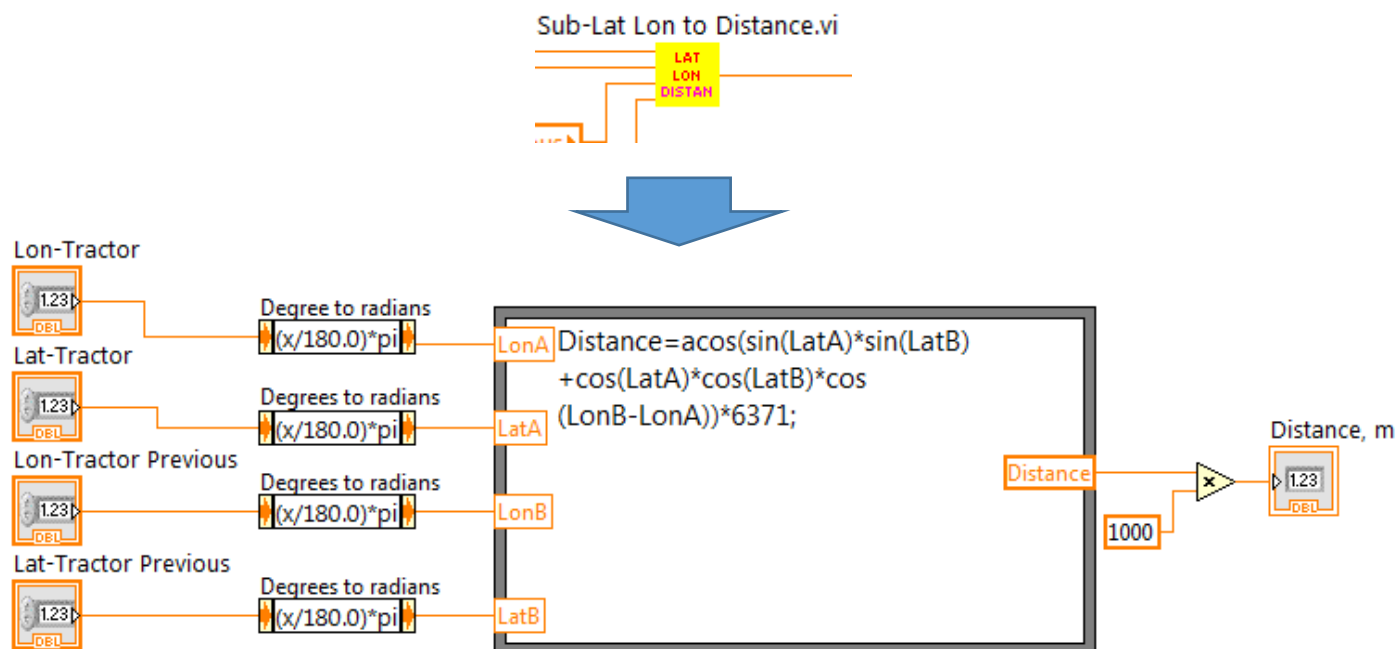 Sub-Lat Lon to Distance.vi
LAT
LON
DISTAN
Lon-Tractor
1.23
DBL
Degree to radians
(x/180.0)*pi
LonA
Distance=acos(sin(LatA)*sin(LatB)
+cos(LatA)*cos(LatB)*cos
(LonB-LonA))*6371;
Lat-Tractor
1.23
DBL
Degrees to radians
(x/180.0)*pi
LatA
Lon-Tractor Previous
1.23
DBL
Degrees to radians
(x/180.0)*pi
LonB
Lat-Tractor Previous
1.23
DBL
Degrees to radians
(x/180.0)*pi
LatB
Distance
x
1000
Distance, m
1.23
DBL